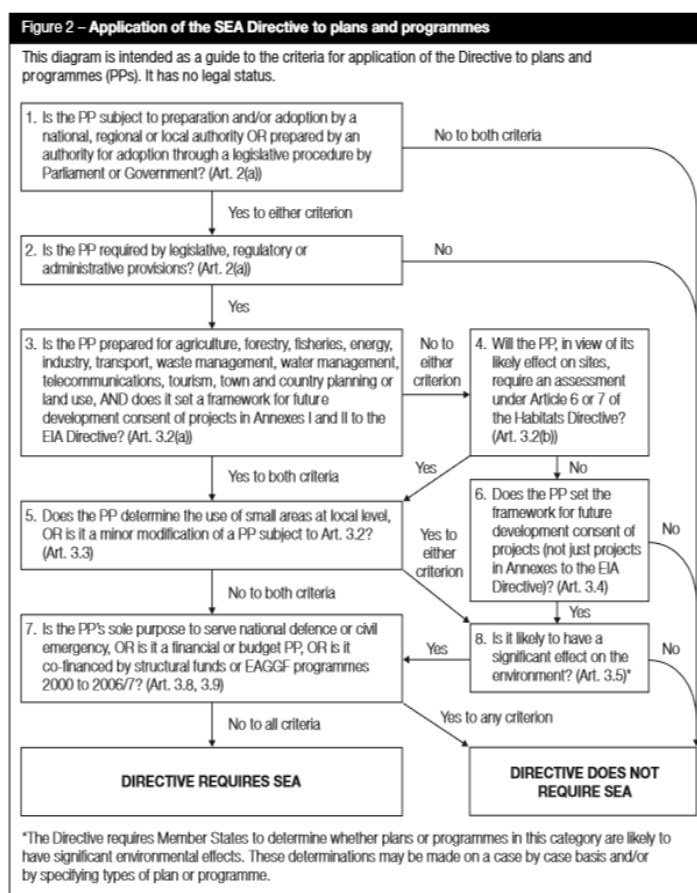 Figure 2 – Application of the SEA Directive to plans and programmes
This diagram is intended as a guide to the criteria for application of the Directive to plans and
programmes (PPs). It has no legal status.
1. Is the PP subject to preparation and/or adoption by a
national, regional or local authority OR prepared by an
authority for adoption through a legislative procedure by
Parliament or Government? (Art. 2(a))
No to both criteria
Yes to either criterion
2. Is the PP required by legislative, regulatory or
administrative provisions? (Art. 2(a))
No
Yes
3. Is the PP prepared for agriculture, forestry, fisheries, energy,
industry, transport, waste management, water management,
telecommunications, tourism, town and country planning or
land use, AND does it set a framework for future
development consent of projects in Annexes I and II to the
EIA Directive? (Art. 3.2(a))
No to
either
criterion
4. Will the PP, in view of its
likely effect on sites,
require an assessment
under Article 6 or 7 of
the Habitats Directive?
(Art. 3.2(b))
Yes to both criteria
Yes
No
5. Does the PP determine the use of small areas at local level,
OR is it a minor modification of a PP subject to Art. 3.2?
(Art. 3.3)
Yes to
either
criterion
6. Does the PP set the
framework for future
development consent of
projects (not just projects
in Annexes to the EIA
Directive)? (Art. 3.4)
No
No to both criteria
Yes
7. Is the PP's sole purpose to serve national defence or civil
emergency, OR is it a financial or budget PP, OR is it
co-financed by structural funds or EAGGF programmes
2000 to 2006/7? (Art. 3.8, 3.9)
Yes
8. Is it likely to have a
significant effect on the
environment? (Art. 3.5)*
No
No to all criteria
Yes to any criterion
DIRECTIVE REQUIRES SEA
DIRECTIVE DOES NOT
REQUIRE SEA
*The Directive requires Member States to determine whether plans or programmes in this category are likely to
have significant environmental effects. These determinations may be made on a case by case basis and/or
by specifying types of plan or programme.